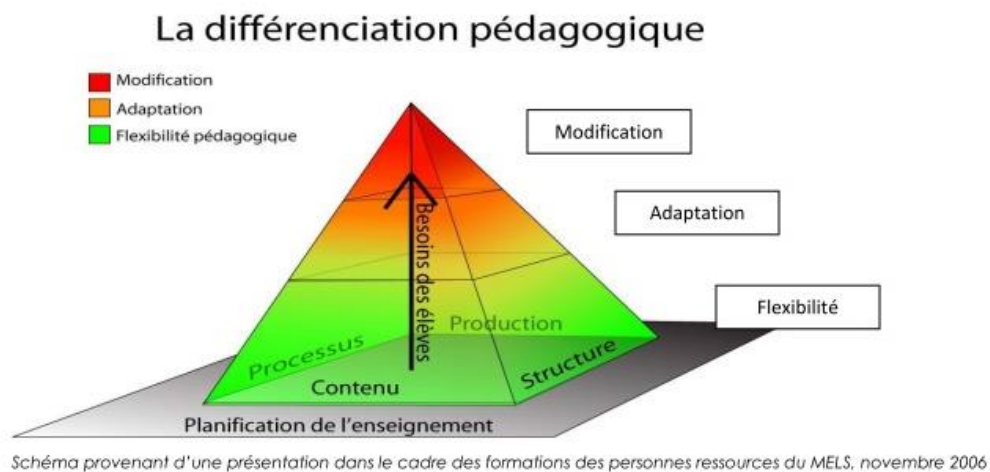 La différenciation pédagogique
Modification
Adaptation
Flexibilité pédagogique
Modification
Adaptation
Flexibilité
Besoins des élèves
Processus
Production
Contenu
Structure
Planification de l'enseignement
Schéma provenant d'une présentation dans le cadre des formations des personnes ressources du MELS, novembre 2006